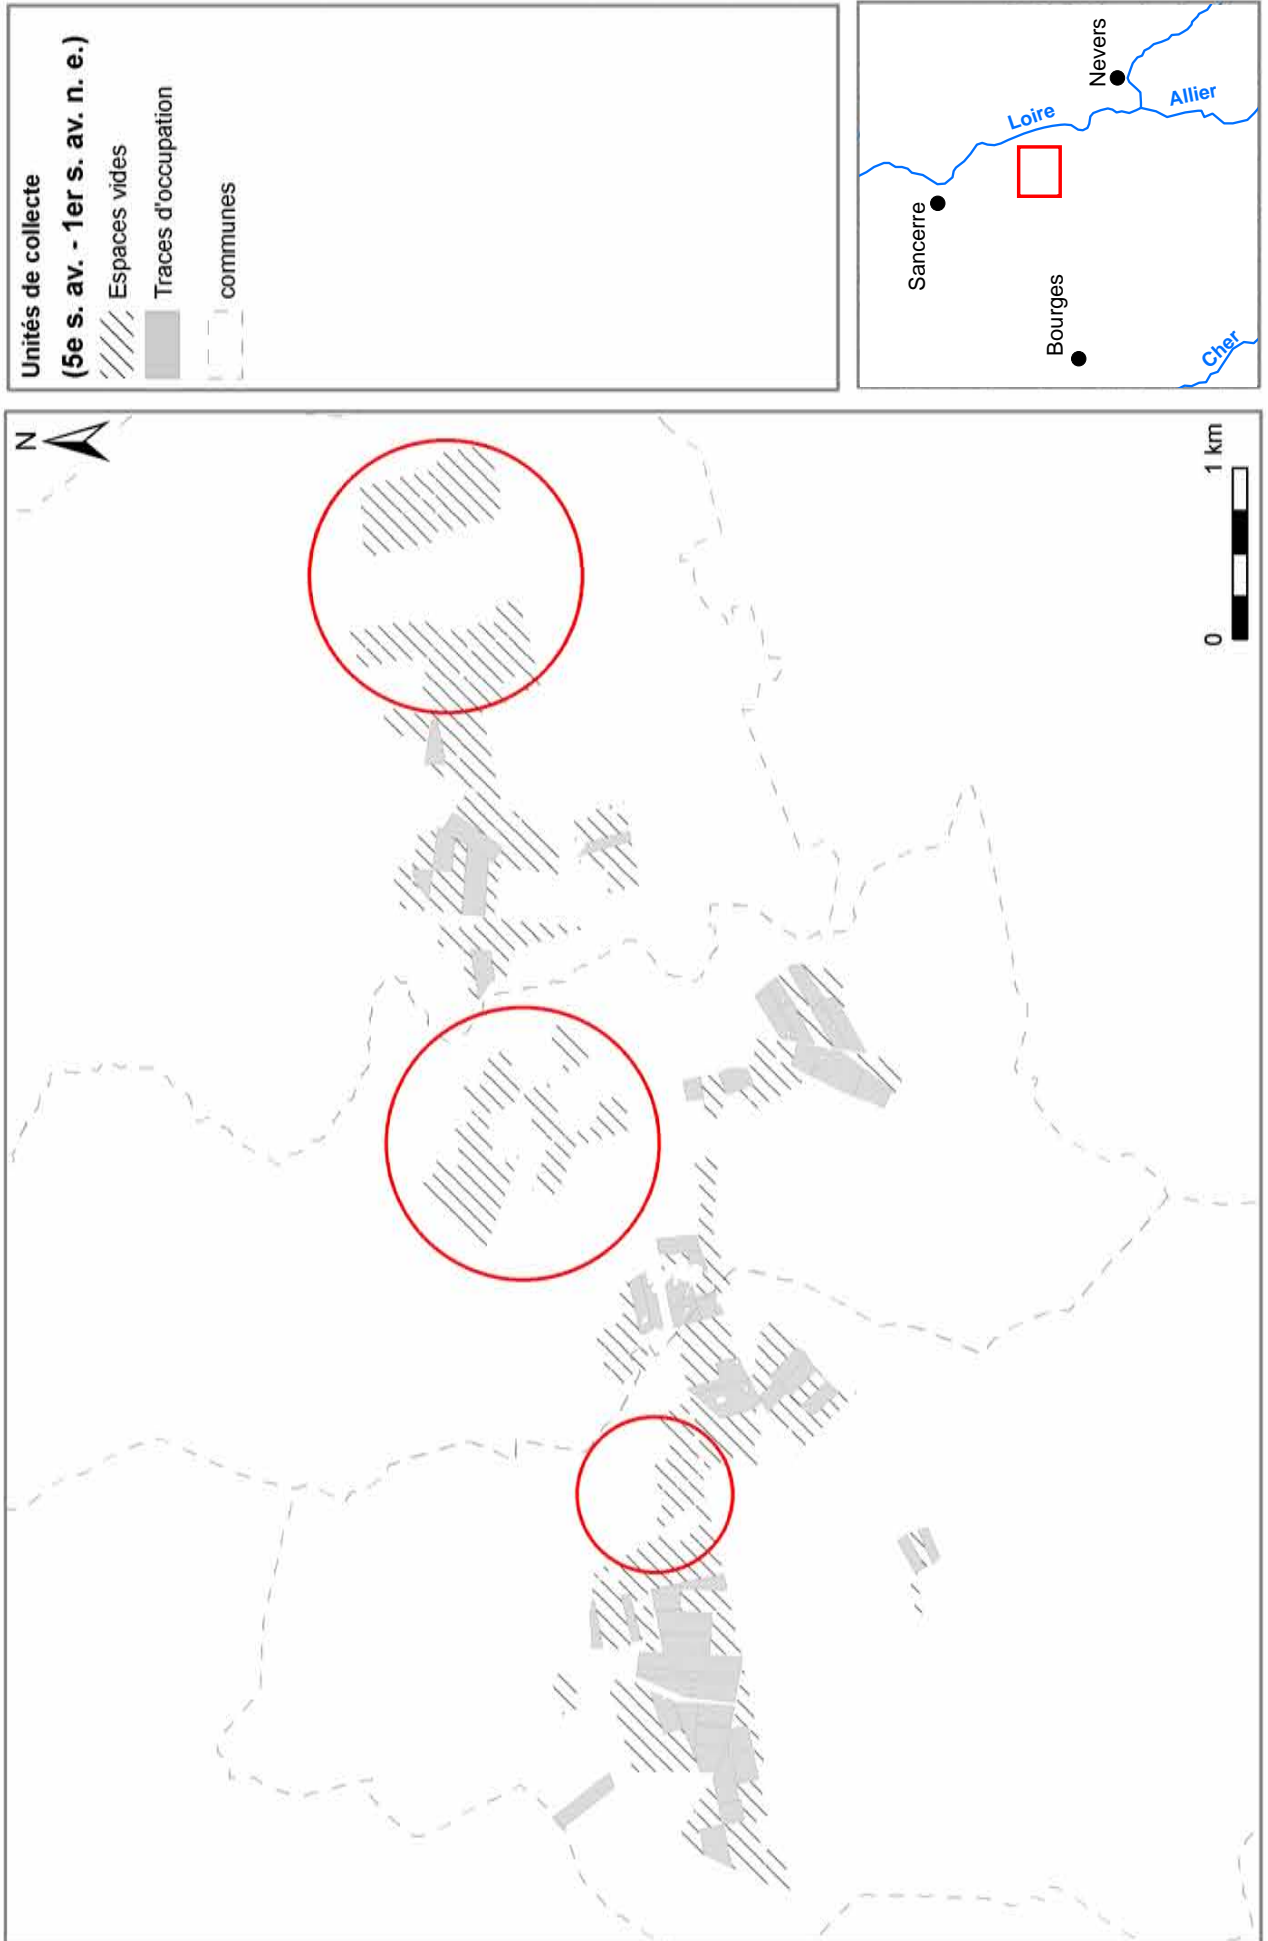 Unités de collecte
(5e s. av. - 1er s. av. n. e.)
Espaces vides
Traces d'occupation
communes
N
0
1 km
Sancerre
Loire
Nevers
Allier
Bourges
Cher